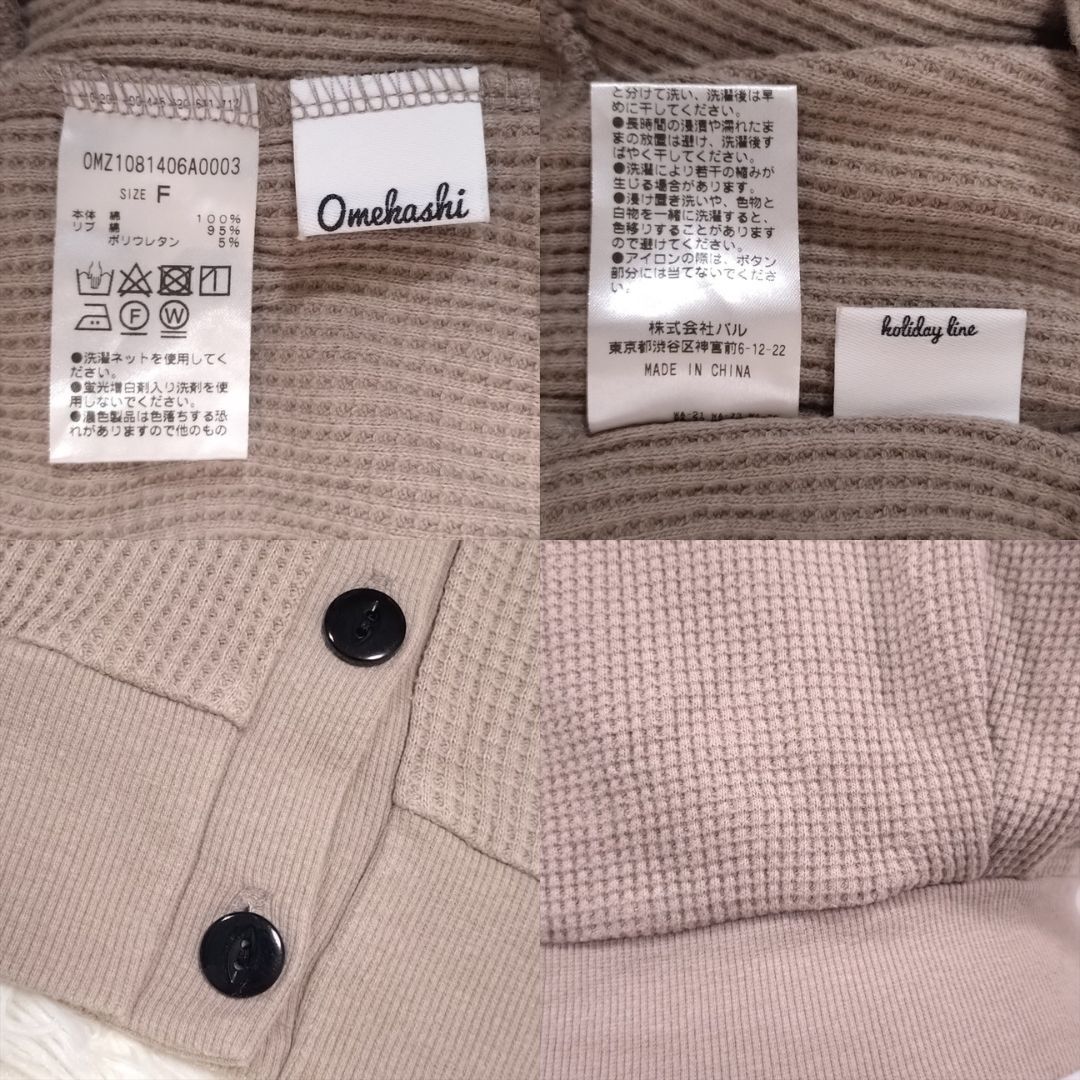 OMZ1081406A0003
SIZE F
本体 綿 100%
リブ 綿 95%
ポリウレタン 5%
●洗濯ネットを使用してく
ださい。
●蛍光増白剤入り洗剤を使
用しないでください。
●濃色製品は色落ちする恐
れがありますので他のもの
Omekashi
と分けて洗い、洗濯後は早
めに干してください。
●長時間の浸漬や濡れたま
まの放置は避け、洗濯後す
ばやく干してください。
●洗濯により若干の縮みが
生じる場合があります。
●浸け置き洗いや、色物と
白物を一緒に洗濯すると、
色移りすることがあります
ので避けてください。
●アイロンの際は、ボタン
部分には当てないでくださ
い。
株式会社パル
東京都渋谷区神宮前6-12-22
MADE IN CHINA
holiday line